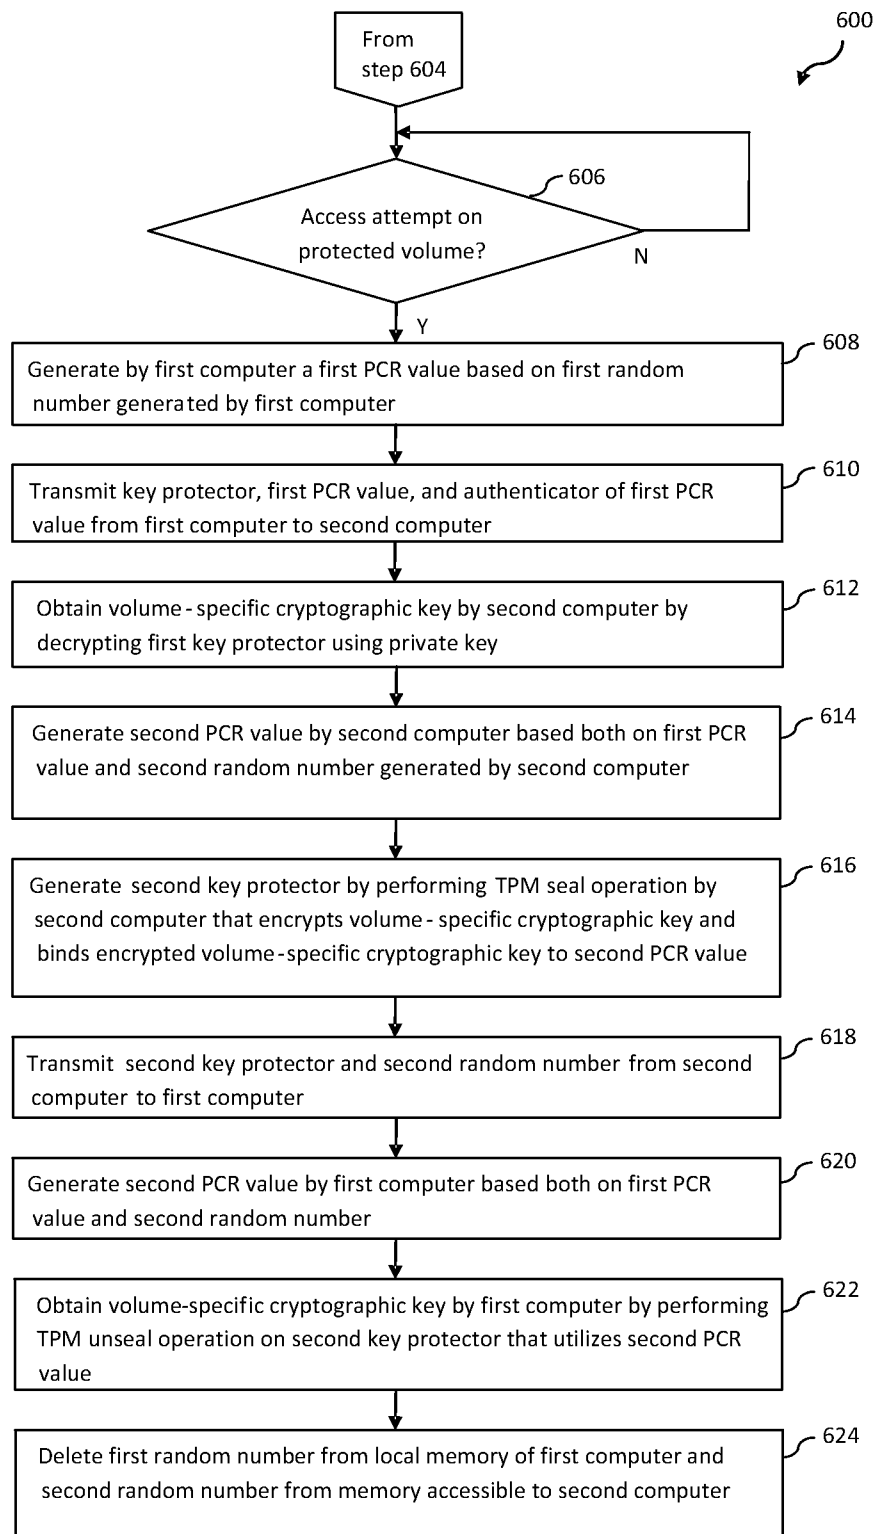 600
From
step 604
606
Access attempt on
protected volume?
N
Y
608
Generate by first computer a first PCR value based on first random
number generated by first computer
610
Transmit key protector, first PCR value, and authenticator of first PCR
value from first computer to second computer
612
Obtain volume-specific cryptographic key by second computer by
decrypting first key protector using private key
614
Generate second PCR value by second computer based both on first PCR
value and second random number generated by second computer
616
Generate second key protector by performing TPM seal operation by
second computer that encrypts volume-specific cryptographic key and
binds encrypted volume-specific cryptographic key to second PCR value
618
Transmit second key protector and second random number from second
computer to first computer
620
Generate second PCR value by first computer based both on first PCR
value and second random number
622
Obtain volume-specific cryptographic key by first computer by performing
TPM unseal operation on second key protector that utilizes second PCR
value
624
Delete first random number from local memory of first computer and
second random number from memory accessible to second computer